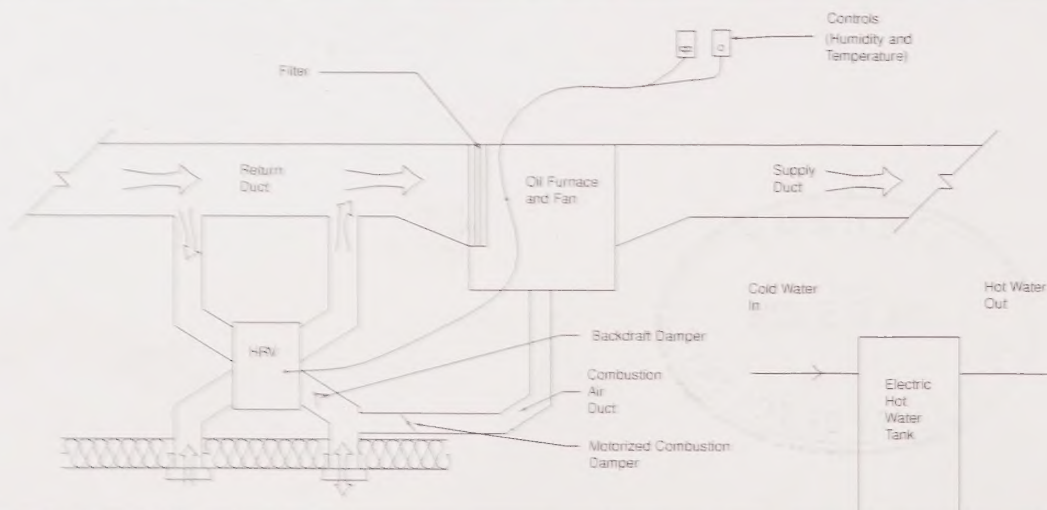 Controls
(Humidity and
Temperature)
Filter
Return
Duct
Oil Furnace
and Fan
Supply
Duct
Cold Water
In
Hot Water
Out
HRV
Backdraft Damper
Combustion
Air
Duct
Electric
Hot
Water
Tank
Motorized Combustion
Damper